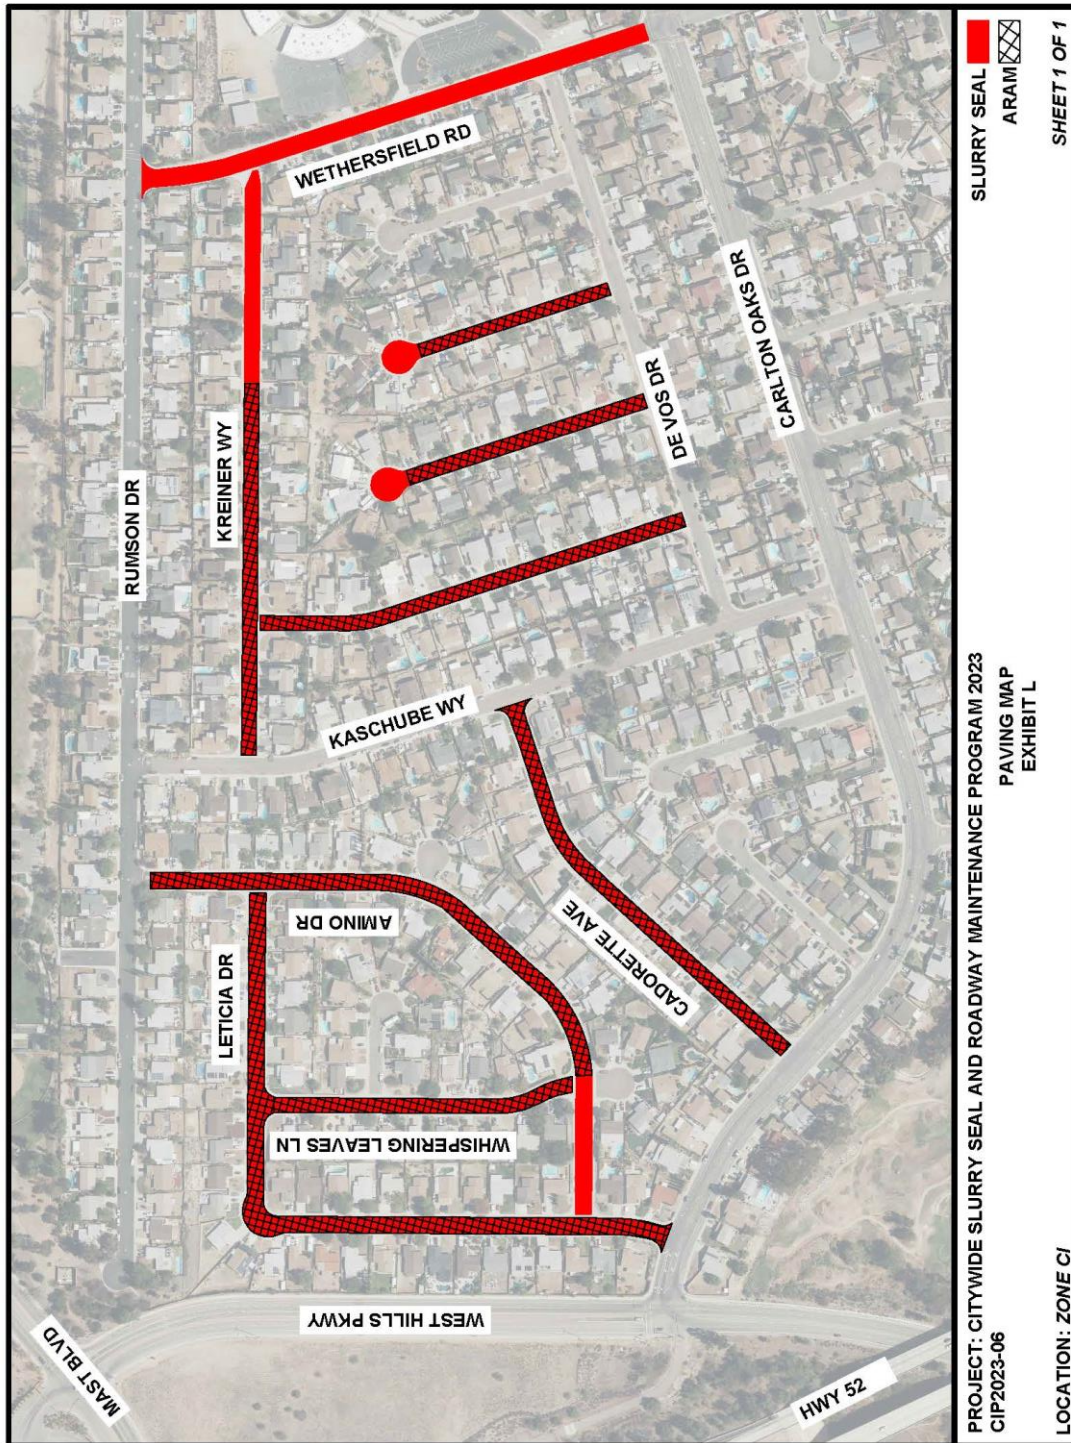 MAST BLVD
RUMSON DR
LETICIA DR
KREINER WY
WETHERSFIELD RD
AMINO DR
KASCHUBE WY
WHISPERING LEAVES LN
WEST HILLS PKWY
CADORETTE AVE
DE VOS DR
CARLTON OAKS DR
HWY 52
PROJECT: CITYWIDE SLURRY SEAL AND ROADWAY MAINTENANCE PROGRAM 2023
CIP2023-06
PAVING MAP
EXHIBIT L
LOCATION: ZONE CI
SLURRY SEAL
ARAM
SHEET 1 OF 1